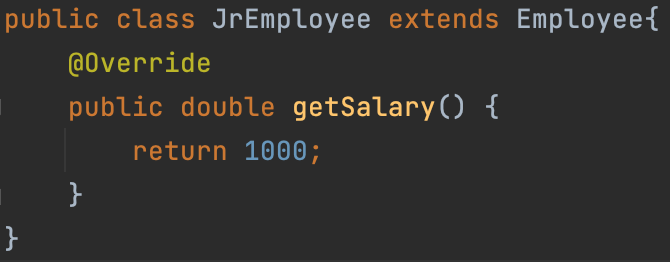 public class JrEmployee extends Employee{
    @Override
    public double getSalary() {
        return 1000;
    }
}